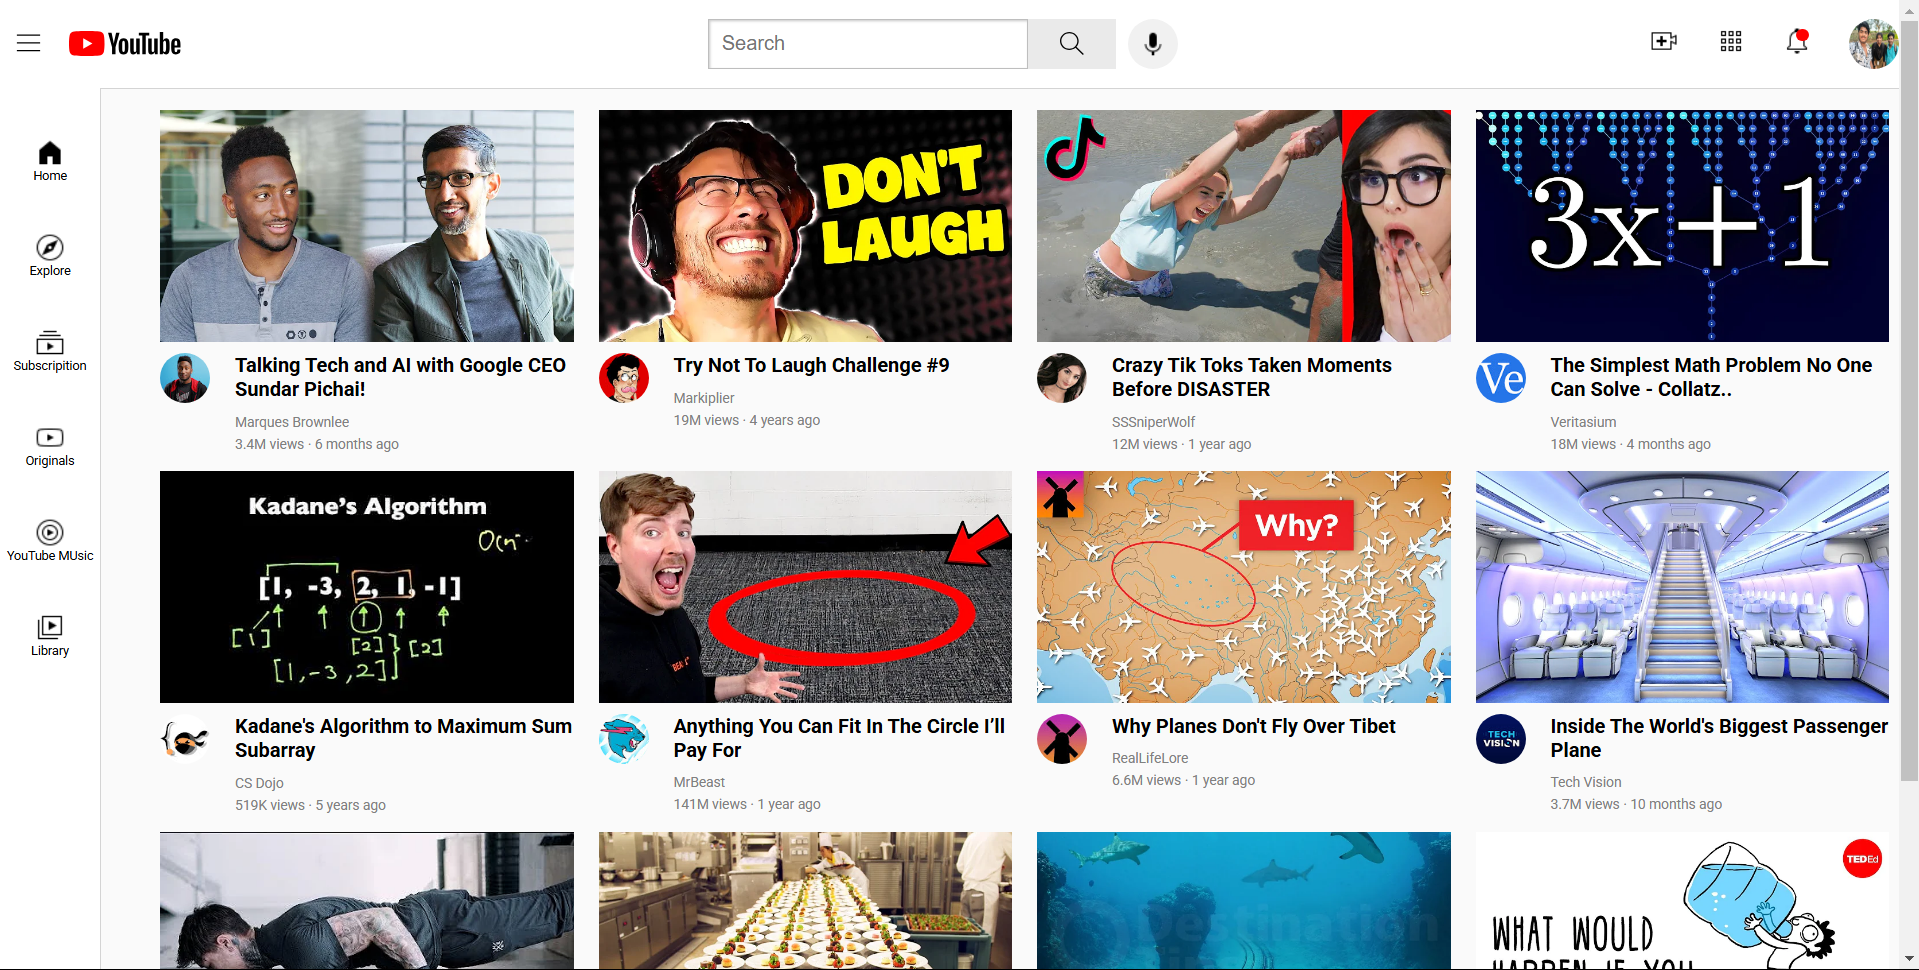 YouTube
Search
Home
Explore
Subscripition
Originals
YouTube MUsic
Library
DON'T
LAUGH
3x+1
Talking Tech and AI with Google CEO
Sundar Pichai!
Marques Brownlee
3.4M views · 6 months ago
Try Not To Laugh Challenge #9
Markiplier
19M views · 4 years ago
Crazy Tik Toks Taken Moments
Before DISASTER
SSSniperWolf
12M views · 1 year ago
Ve
The Simplest Math Problem No One
Can Solve - Collatz..
Veritasium
18M views · 4 months ago
Kadane's Algorithm
[1, -3, 2, 1, -1]
[1]
[2]
[2]
[1,-3,2]
Why?
Kadane's Algorithm to Maximum Sum
Subarray
CS Dojo
519K views · 5 years ago
Anything You Can Fit In The Circle I’ll
Pay For
MrBeast
141M views · 1 year ago
Why Planes Don't Fly Over Tibet
RealLifeLore
6.6M views · 1 year ago
TECH
VISION
Inside The World's Biggest Passenger
Plane
Tech Vision
3.7M views · 10 months ago
TEDEd
WHAT WOULD
HAPPEN IF YOU